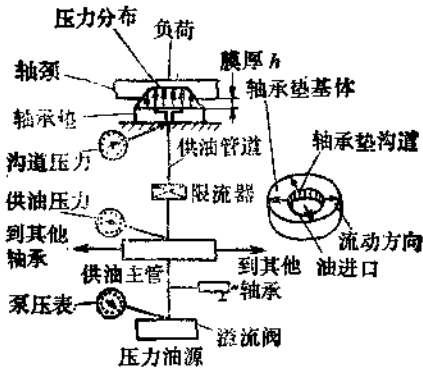 压力分布
负荷
轴颈
膜厚 h
轴承垫基体
轴承垫
轴承垫沟道
沟道压力
供油管道
供油压力
限流器
流动方向
到其他
轴承
到其他
油进口
供油主管
轴承
泵压表
溢流阀
压力油源